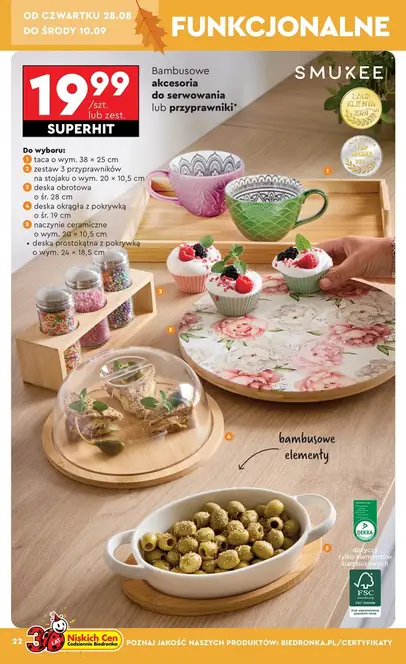 OD CZWARTKU 28.08
DO ŚRODY 10.09
FUNKCJONALNE
19.99
/szt.
lub zest.
SUPERHIT
Bambusowe
akcesoria
do serwowania
lub przyprawniki*
SMUKEE
LAUR
KLIENTA
Do wyboru:
1 taca o wym. 38 × 25 cm
2 zestaw 3 przyprawników
na stojaku o wym. 20 × 10,5 cm
3 deska obrotowa
o śr. 28 cm
4 deska okrągła z pokrywką
o śr. 19 cm
5 naczynie ceramiczne
o wym. 20 × 10,5 cm
• deska prostokątna z pokrywką
o wym. 24 × 18,5 cm
1
2
3
4
bambusowe
elementy
5
DEKRA
dotyczy
tylko elementów
bambusowych
FSC
22
30
Niskich Cen
Codziennie Biedronka
POZNAJ JAKOŚĆ NASZYCH PRODUKTÓW: BIEDRONKA.PL/CERTYFIKATY